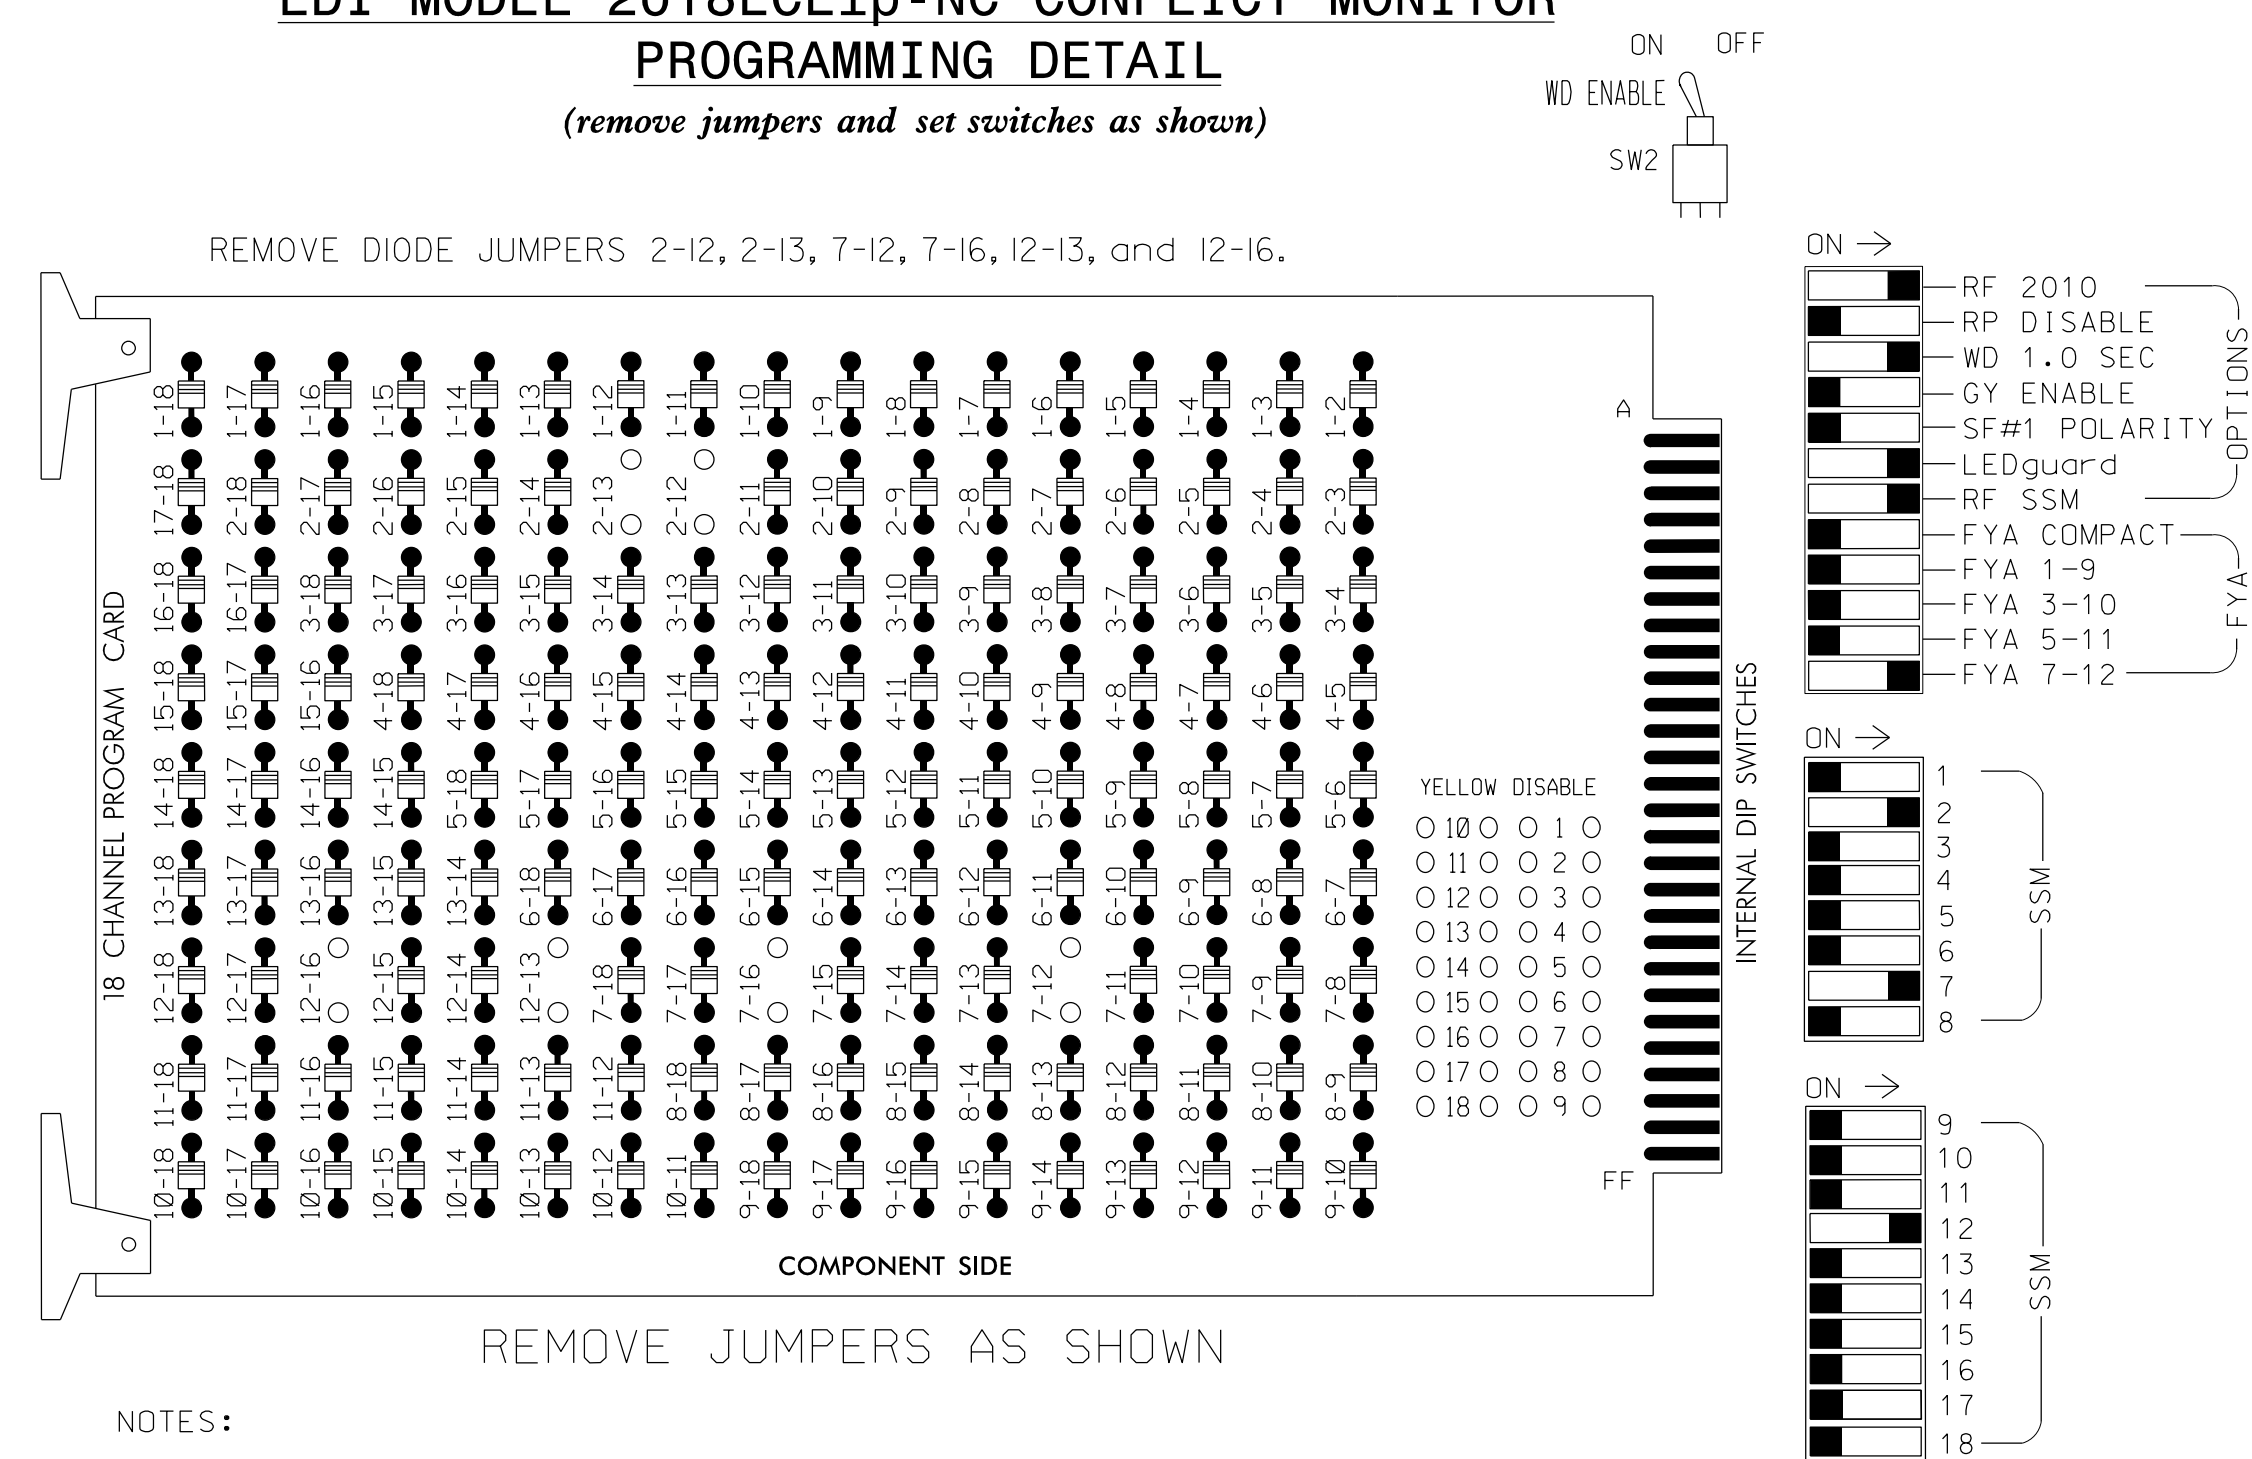 EDI MODEL 2018ECLip-NC CONFLICT MONITOR
PROGRAMMING DETAIL
(remove jumpers and set switches as shown)
ON OFF
WD ENABLE
SW2
REMOVE DIODE JUMPERS 2-12, 2-13, 7-12, 7-16, 12-13, and 12-16.
18 CHANNEL PROGRAM CARD
1-18 1-17 1-16 1-15 1-14 1-13 1-12 1-11 1-10 1-9 1-8 1-7 1-6 1-5 1-4 1-3 1-2
17-18 2-18 2-17 2-16 2-15 2-14 2-13 2-12 2-11 2-10 2-9 2-8 2-7 2-6 2-5 2-4 2-3
16-18 16-17 3-18 3-17 3-16 3-15 3-14 3-13 3-12 3-11 3-10 3-9 3-8 3-7 3-6 3-5 3-4
15-18 15-17 15-16 4-18 4-17 4-16 4-15 4-14 4-13 4-12 4-11 4-10 4-9 4-8 4-7 4-6 4-5
14-18 14-17 14-16 14-15 5-18 5-17 5-16 5-15 5-14 5-13 5-12 5-11 5-10 5-9 5-8 5-7 5-6
13-18 13-17 13-16 13-15 13-14 6-18 6-17 6-16 6-15 6-14 6-13 6-12 6-11 6-10 6-9 6-8 6-7
12-18 12-17 12-16 12-15 12-14 12-13 7-18 7-17 7-16 7-15 7-14 7-13 7-12 7-11 7-10 7-9 7-8
11-18 11-17 11-16 11-15 11-14 11-13 11-12 8-18 8-17 8-16 8-15 8-14 8-13 8-12 8-11 8-10 8-9
10-18 10-17 10-16 10-15 10-14 10-13 10-12 10-11 9-18 9-17 9-16 9-15 9-14 9-13 9-12 9-11 9-10
COMPONENT SIDE
YELLOW DISABLE
10 1
11 2
12 3
13 4
14 5
15 6
16 7
17 8
18 9
A
FF
INTERNAL DIP SWITCHES
ON
RF 2010
RP DISABLE
WD 1.0 SEC
GY ENABLE
SF#1 POLARITY
LEDguard
RF SSM
OPTIONS
FYA COMPACT
FYA 1-9
FYA 3-10
FYA 5-11
FYA 7-12
FYA
ON
1
2
3
4
5
6
7
8
SSM
ON
9
10
11
12
13
14
15
16
17
18
SSM
REMOVE JUMPERS AS SHOWN
NOTES: